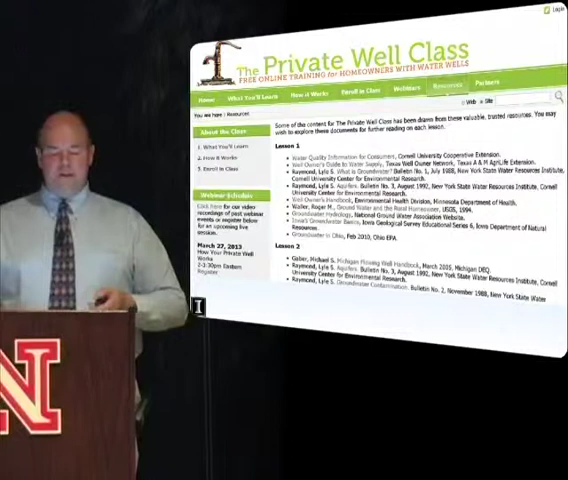 Login
The Private Well Class
FREE ONLINE TRAINING for HOMEOWNERS WITH WATER WELLS
Home What You'll Learn How it Works Enroll in Class Webinars Resources Partners
Web Site
You are here : Resources
About the Class
1. What You'll Learn
2. How it Works
3. Enroll in Class
Webinar Schedule
Click here for our video
recordings of past webinar
events or register below
for an upcoming live
session.
March 27, 2013
How Your Private Well
Works
2-3:30pm Eastern
Register
Some of the content for The Private Well Class has been drawn from these valuable, trusted resources. You may
wish to explore these documents for further reading on each lesson.
Lesson 1
Water Quality Information for Consumers, Cornell University Cooperative Extension.
Well Owner's Guide to Water Supply, Texas Well Owner Network, Texas A & M AgriLife Extension.
Raymond, Lyle S. What is Groundwater? Bulletin No. 1, July 1988, New York State Water Resources Institute,
Cornell University Center for Environmental Research.
Raymond, Lyle S. Aquifers. Bulletin No. 3, August 1992, New York State Water Resources Institute, Cornell
University Center for Environmental Research.
Well Owner's Handbook, Environmental Health Division, Minnesota Department of Health.
Waller, Roger M., Ground Water and the Rural Homeowner, USGS, 1994.
Groundwater Hydrology, National Ground Water Association Website.
Iowa's Groundwater Basics, Iowa Geological Survey Educational Series 6, Iowa Department of Natural
Resources.
Groundwater in Ohio, Feb 2010, Ohio EPA.
Lesson 2
Gaber, Michael S. Michigan Flowing Well Handbook, March 2005, Michigan DEQ.
Raymond, Lyle S. Aquifers. Bulletin No. 3, August 1992, New York State Water Resources Institute, Cornell
University Center for Environmental Research.
Raymond, Lyle S. Groundwater Contamination. Bulletin No. 2, November 1988, New York State Water
I
N